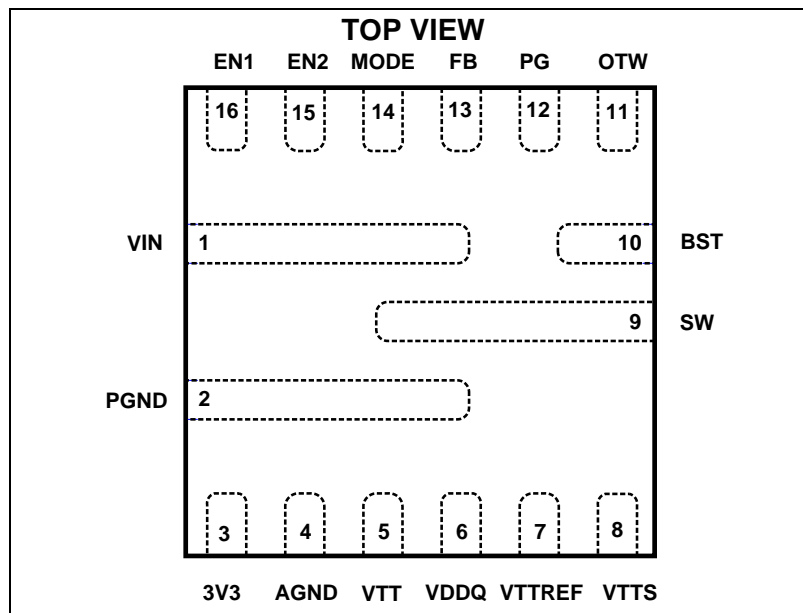 TOP VIEW
EN1 EN2 MODE FB PG OTW
16 15 14 13 12 11
VIN 1 10 BST
9 SW
PGND 2
3 4 5 6 7 8
3V3 AGND VTT VDDQ VTTREF VTTS